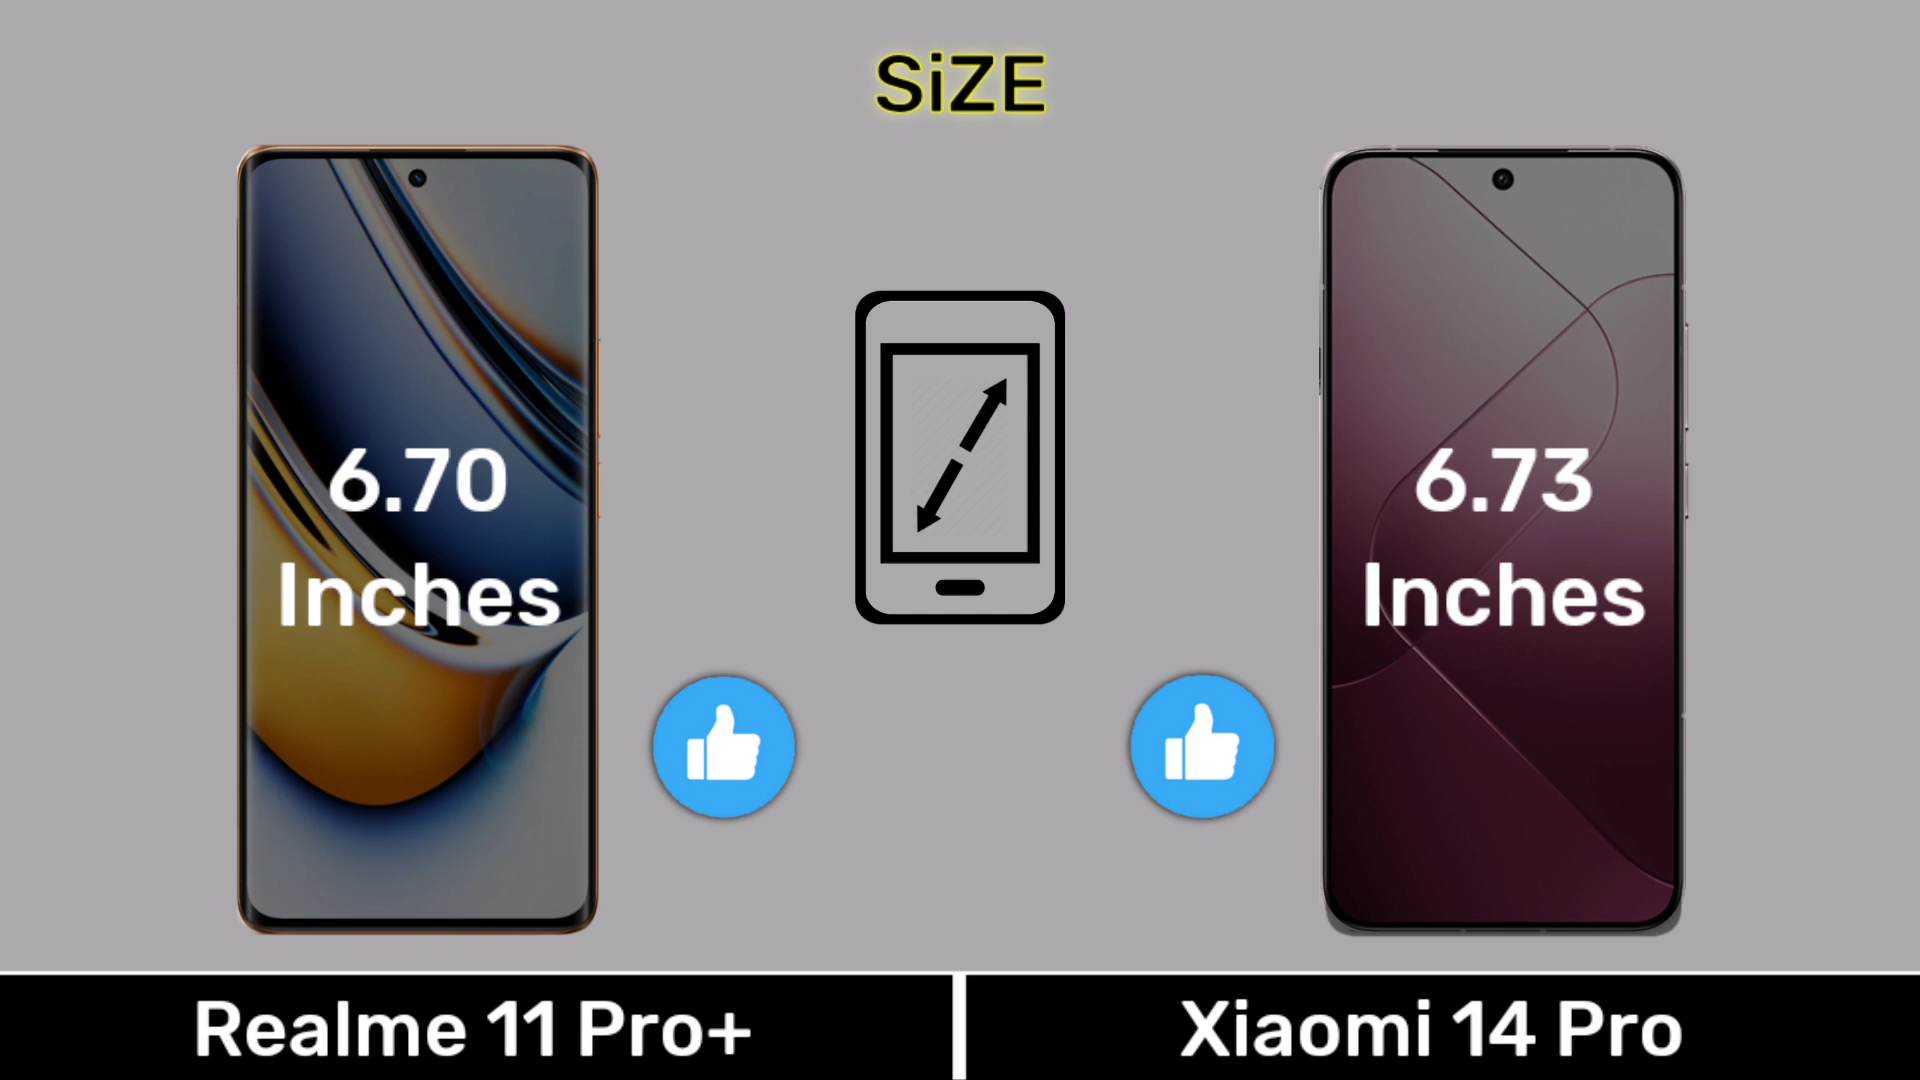 SiZE
6.70
Inches
6.73
Inches
Realme 11 Pro+
Xiaomi 14 Pro